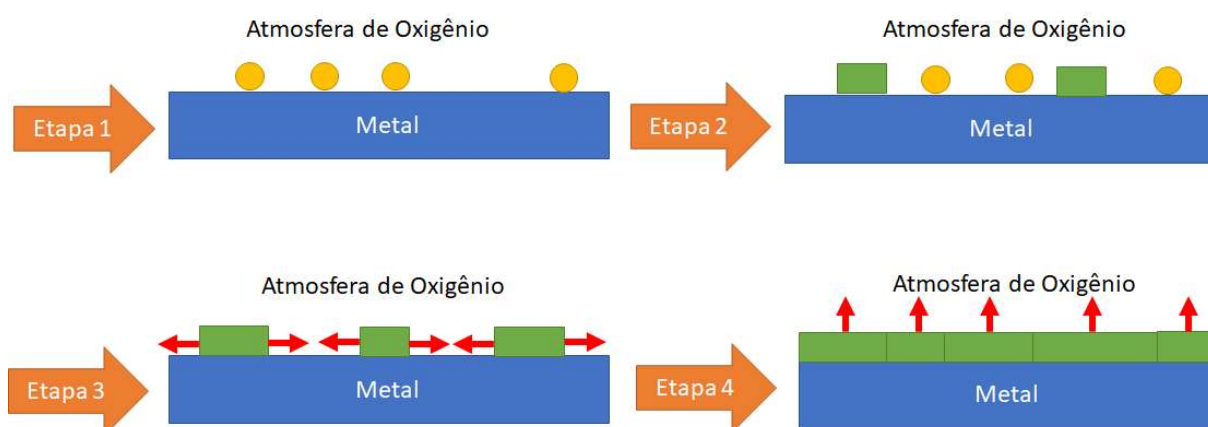 Atmosfera de Oxigênio
Etapa 1
Metal
Atmosfera de Oxigênio
Etapa 2
Metal
Atmosfera de Oxigênio
Etapa 3
Metal
Atmosfera de Oxigênio
Etapa 4
Metal